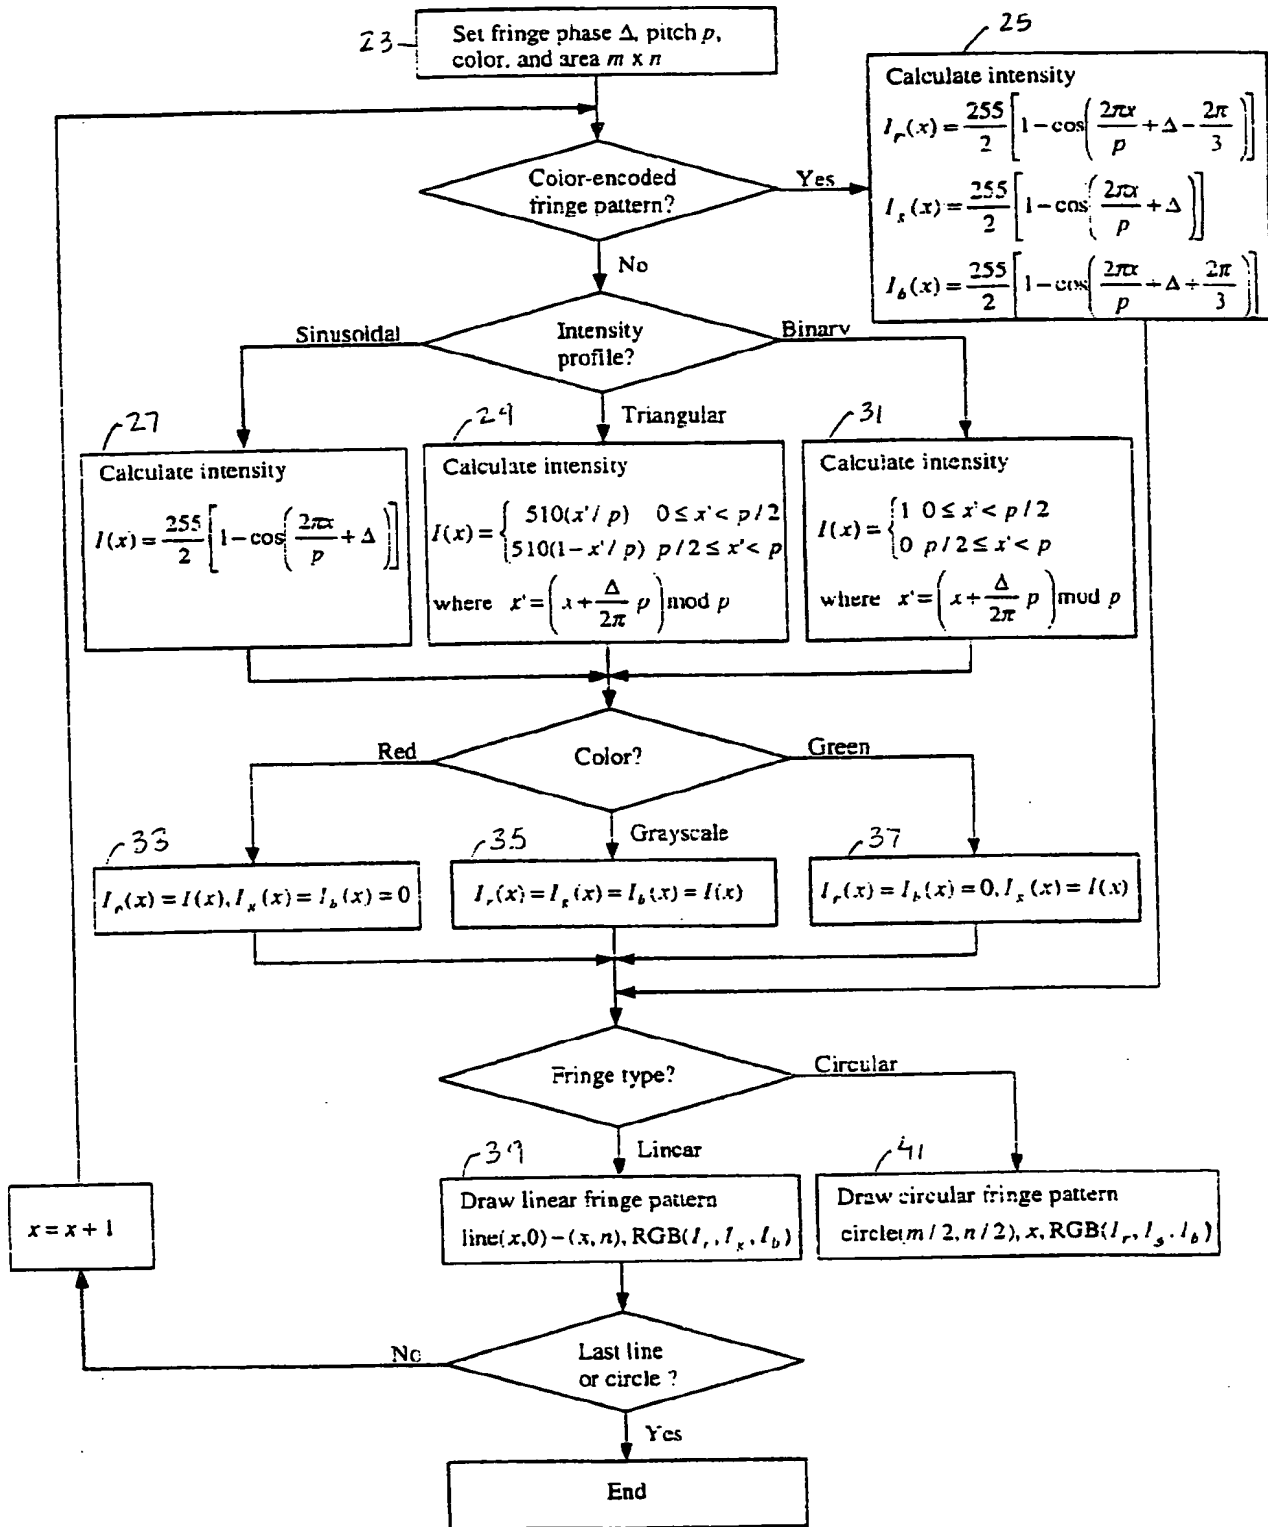 23
Set fringe phase Δ, pitch p,
color, and area m x n
25
Calculate intensity
I_r(x) = 255/2 [1 - cos(2πx/p + Δ - 2π/3)]
I_g(x) = 255/2 [1 - cos(2πx/p + Δ)]
I_b(x) = 255/2 [1 - cos(2πx/p + Δ + 2π/3)]
Color-encoded
fringe pattern?
Yes
No
Sinusoidal
Intensity
profile?
Binary
Triangular
27
Calculate intensity
I(x) = 255/2 [1 - cos(2πx/p + Δ)]
29
Calculate intensity
I(x) = { 510(x'/p) 0 ≤ x' < p/2
510(1 - x'/p) p/2 ≤ x' < p
where x' = (x + Δ/2π p) mod p
31
Calculate intensity
I(x) = { 1 0 ≤ x' < p/2
0 p/2 ≤ x' < p
where x' = (x + Δ/2π p) mod p
Red
Color?
Green
Grayscale
33
I_r(x) = I(x), I_g(x) = I_b(x) = 0
35
I_r(x) = I_g(x) = I_b(x) = I(x)
37
I_r(x) = I_b(x) = 0, I_g(x) = I(x)
Fringe type?
Circular
Linear
39
Draw linear fringe pattern
line(x,0) - (x, n), RGB(I_r, I_g, I_b)
41
Draw circular fringe pattern
circle(m/2, n/2), x, RGB(I_r, I_g, I_b)
x = x + 1
No
Last line
or circle ?
Yes
End